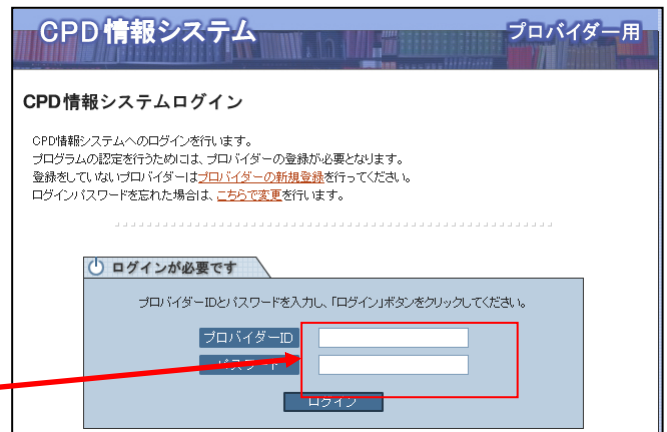 CPD情報システム
プロバイダー用
CPD情報システムログイン
CPD情報システムへのログインを行います。
プログラムの認定を行うためには、プロバイダーの登録が必要となります。
登録をしていないプロバイダーはプロバイダーの新規登録を行ってください。
ログインパスワードを忘れた場合は、こちらで変更を行います。
ログインが必要です
プロバイダーIDとパスワードを入力し、「ログイン」ボタンをクリックしてください。
プロバイダーID
パスワード
ログイン